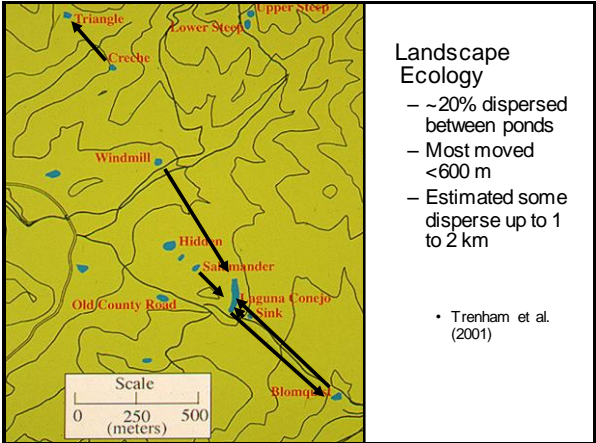 Upper Steep
Triangle
Lower Steep
Creche
Windmill
Hidden
Salamander
Old County Road
Laguna Conejo
Sink
Blomquist
Scale
0 250 500
(meters)
Landscape
Ecology
– ~20% dispersed
between ponds
– Most moved
<600 m
– Estimated some
disperse up to 1
to 2 km
• Trenham et al.
(2001)